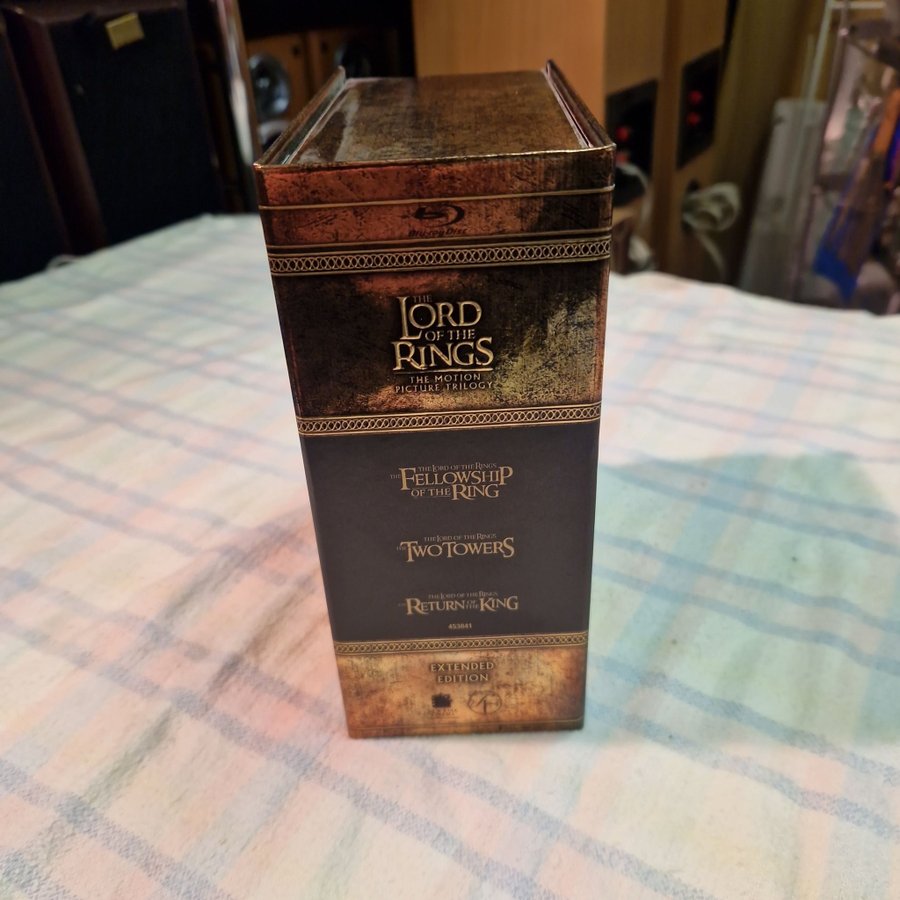 Blu-ray Disc
THE
LORD
OF THE
RINGS
THE MOTION
PICTURE TRILOGY
THE LORD OF THE RINGS
THE FELLOWSHIP
OF THE RING
THE LORD OF THE RINGS
THE TWO TOWERS
THE LORD OF THE RINGS
THE RETURN OF THE KING
453641
EXTENDED
EDITION